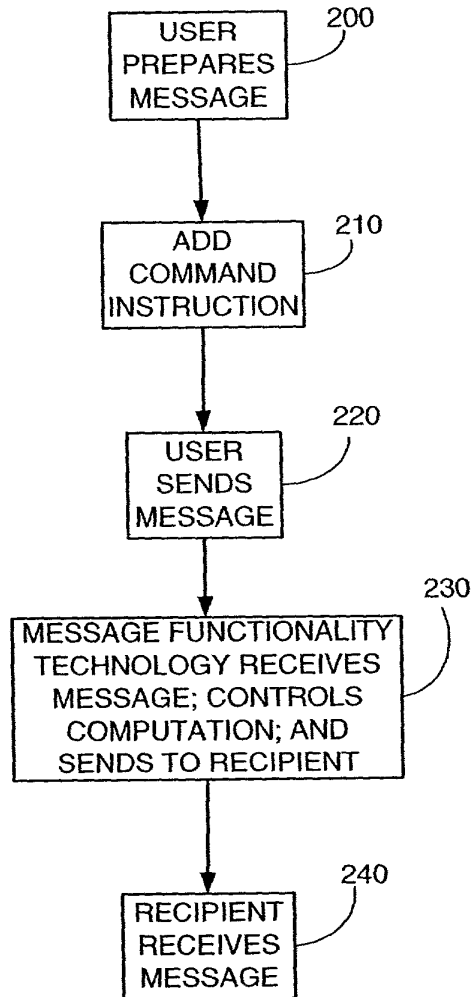 200
USER
PREPARES
MESSAGE
210
ADD
COMMAND
INSTRUCTION
220
USER
SENDS
MESSAGE
230
MESSAGE FUNCTIONALITY
TECHNOLOGY RECEIVES
MESSAGE; CONTROLS
COMPUTATION; AND
SENDS TO RECIPIENT
240
RECIPIENT
RECEIVES
MESSAGE